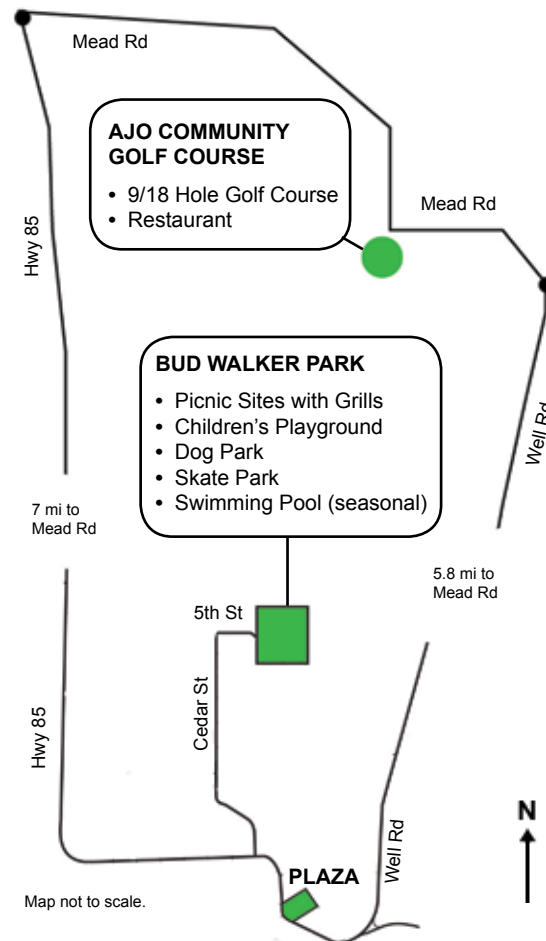 Mead Rd
AJO COMMUNITY
GOLF COURSE
• 9/18 Hole Golf Course
• Restaurant
Mead Rd
Hwy 85
BUD WALKER PARK
• Picnic Sites with Grills
• Children’s Playground
• Dog Park
• Skate Park
• Swimming Pool (seasonal)
Well Rd
7 mi to
Mead Rd
5.8 mi to
Mead Rd
5th St
Cedar St
Hwy 85
Well Rd
N
PLAZA
Map not to scale.